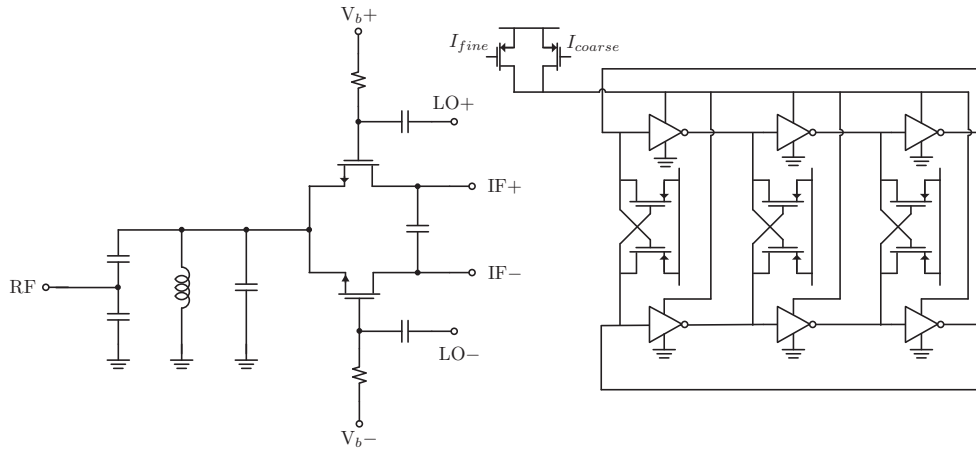 V_b+
I_fine
I_coarse
LO+
IF+
RF
IF−
LO−
V_b−